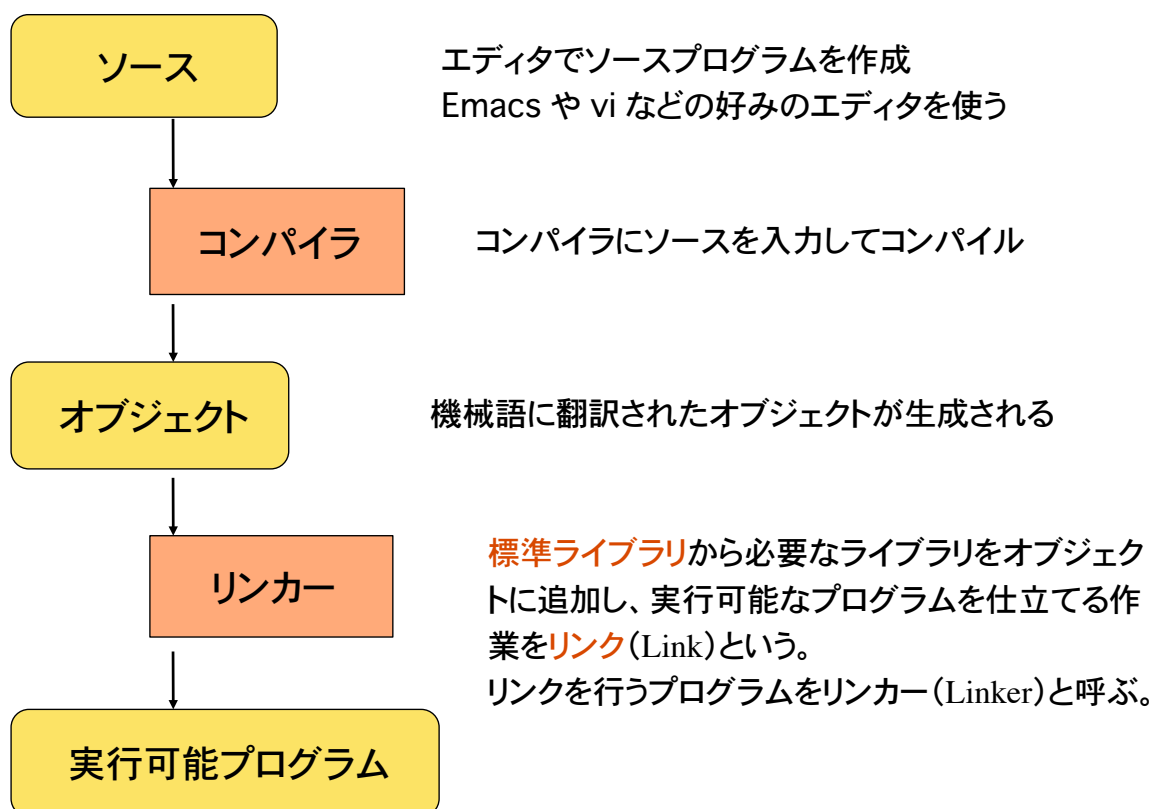 ソース
エディタでソースプログラムを作成
Emacs や vi などの好みのエディタを使う
コンパイラ
コンパイラにソースを入力してコンパイル
オブジェクト
機械語に翻訳されたオブジェクトが生成される
リンカー
標準ライブラリから必要なライブラリをオブジェク
トに追加し、実行可能なプログラムを仕立てる作
業をリンク（Link）という。
リンクを行うプログラムをリンカー（Linker）と呼ぶ。
実行可能プログラム